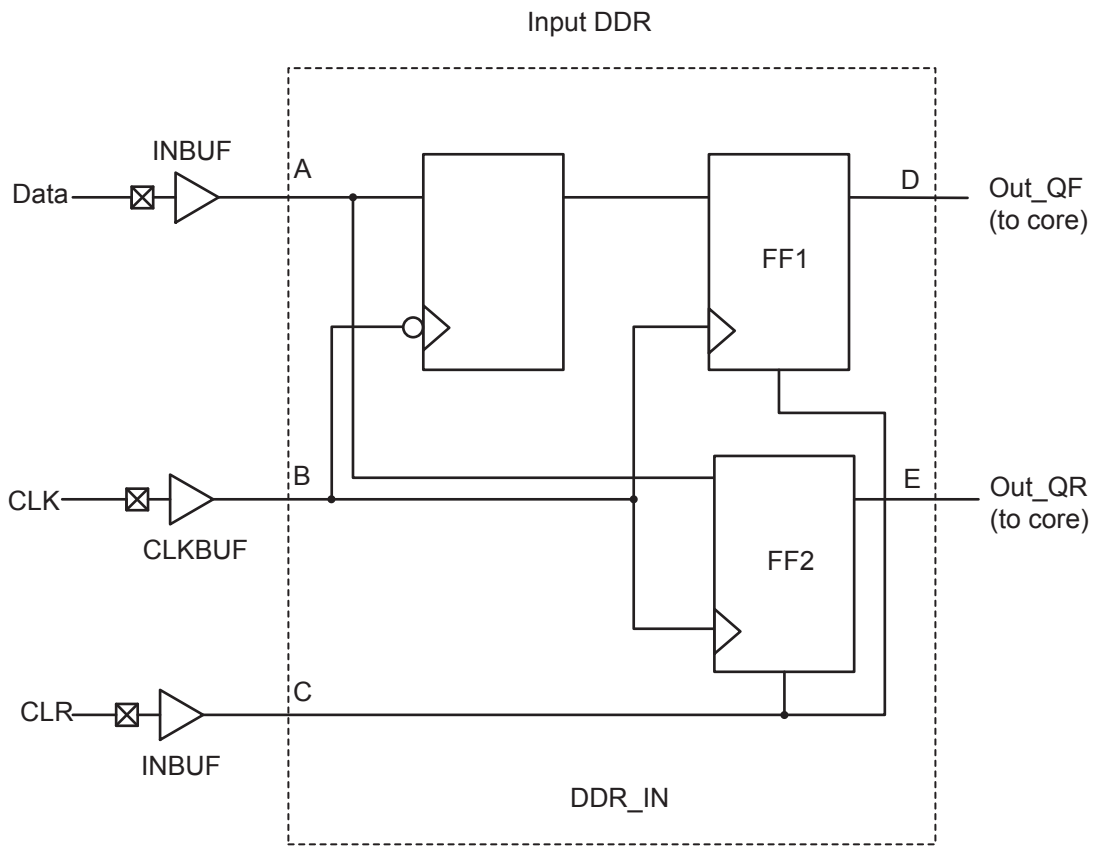 Input DDR
INBUF
A
D
Data
Out_QF
(to core)
FF1
B
E
CLK
Out_QR
(to core)
CLKBUF
FF2
C
CLR
INBUF
DDR_IN